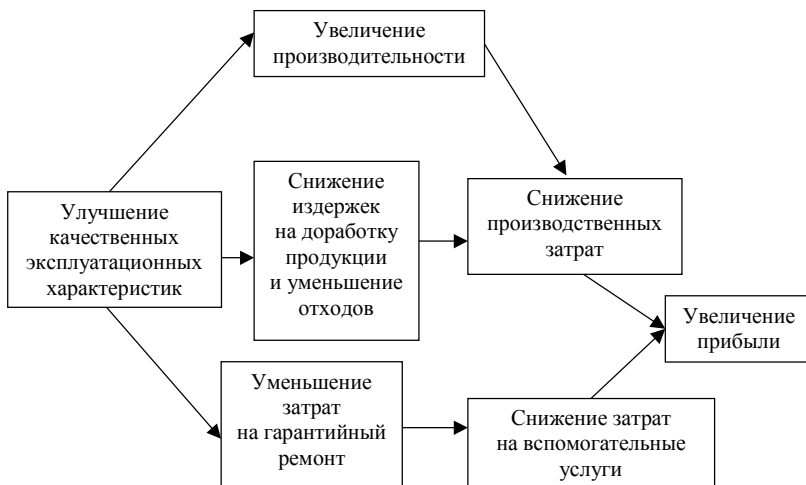 Увеличение
производительности
Улучшение
качественных
эксплуатационных
характеристик
Снижение
издержек
на доработку
продукции
и уменьшение
отходов
Снижение
производственных
затрат
Увеличение
прибыли
Уменьшение
затрат
на гарантийный
ремонт
Снижение затрат
на вспомогательные
услуги